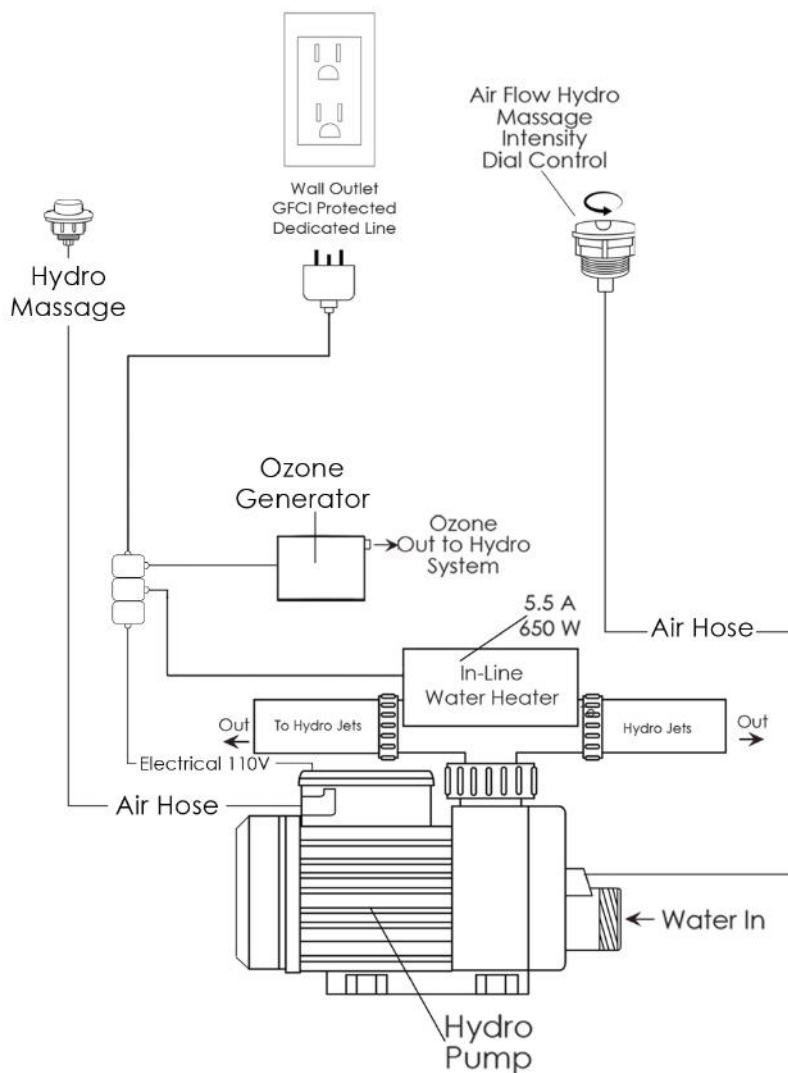 Air Flow Hydro
Massage
Intensity
Dial Control
Wall Outlet
GFCI Protected
Dedicated Line
Hydro
Massage
Ozone
Generator
Ozone
Out to Hydro
System
5.5 A
650 W
Air Hose
In-Line
Water Heater
Out
To Hydro Jets
Hydro Jets
Out
Electrical 110V
Air Hose
Water In
Hydro
Pump